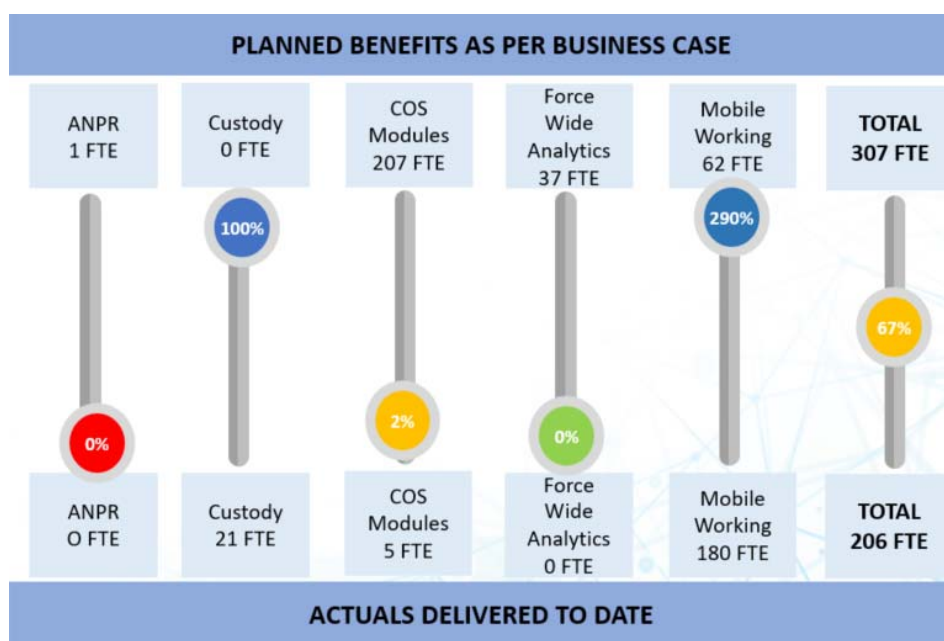 PLANNED BENEFITS AS PER BUSINESS CASE
ANPR
1 FTE
Custody
0 FTE
COS
Modules
207 FTE
Force
Wide
Analytics
37 FTE
Mobile
Working
62 FTE
TOTAL
307 FTE
0%
100%
2%
0%
290%
67%
ANPR
O FTE
Custody
21 FTE
COS
Modules
5 FTE
Force
Wide
Analytics
0 FTE
Mobile
Working
180 FTE
TOTAL
206 FTE
ACTUALS DELIVERED TO DATE